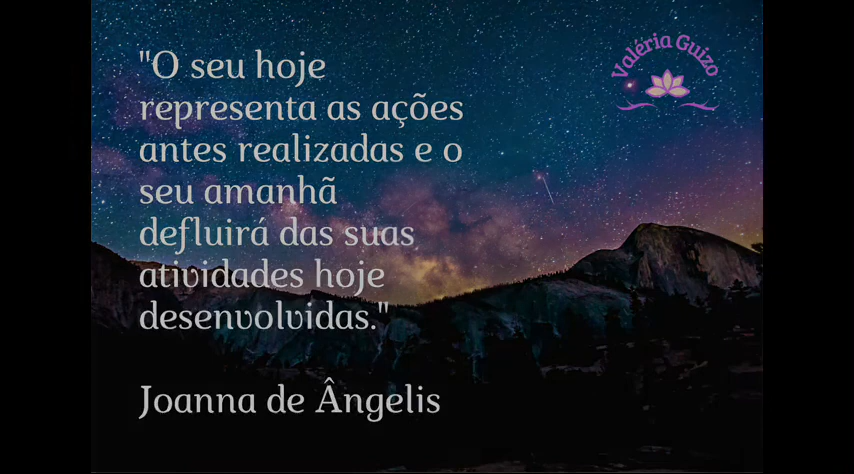 "O seu hoje
representa as ações
antes realizadas e o
seu amanhã
defluirá das suas
atividades hoje
desenvolvidas."
Joanna de Ângelis
Valéria Guizo